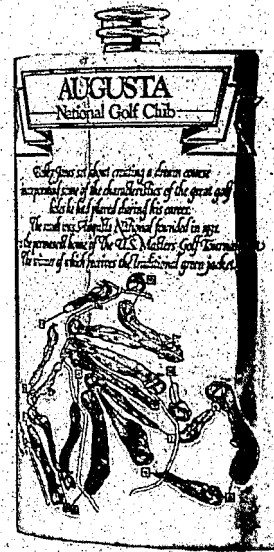 AUGUSTA
National Golf Club
Bobby Jones set about creating a dream course
incorporating some of the characteristics of the great golf
holes he had played during his career.
The result was Augusta National founded in
the permanent home of The U.S. Masters Golf Tournament
The winner of which receives the traditional green jacket.